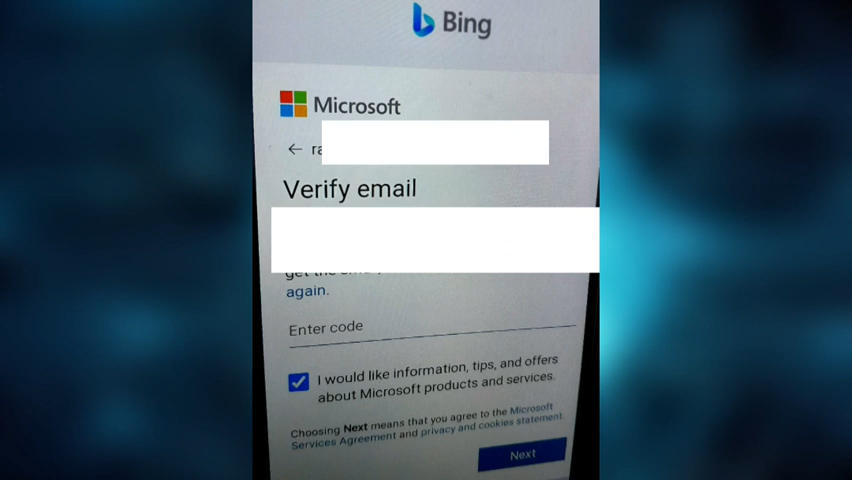 Bing
Microsoft
Verify email
again.
Enter code
I would like information, tips, and offers
about Microsoft products and services.
Choosing Next means that you agree to the Microsoft
Services Agreement and privacy and cookies statement.
Next